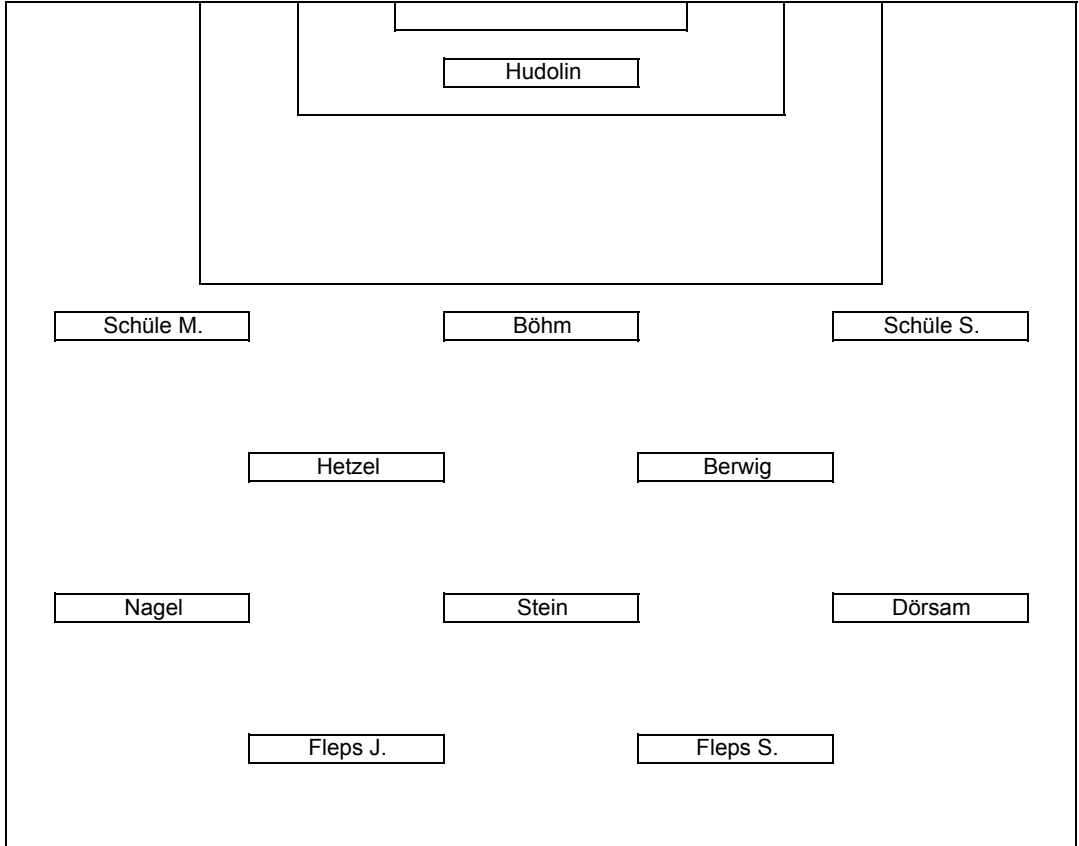 Hudolin
Schüle M. Böhm Schüle S.
Hetzel Berwig
Nagel Stein Dörsam
Fleps J. Fleps S.